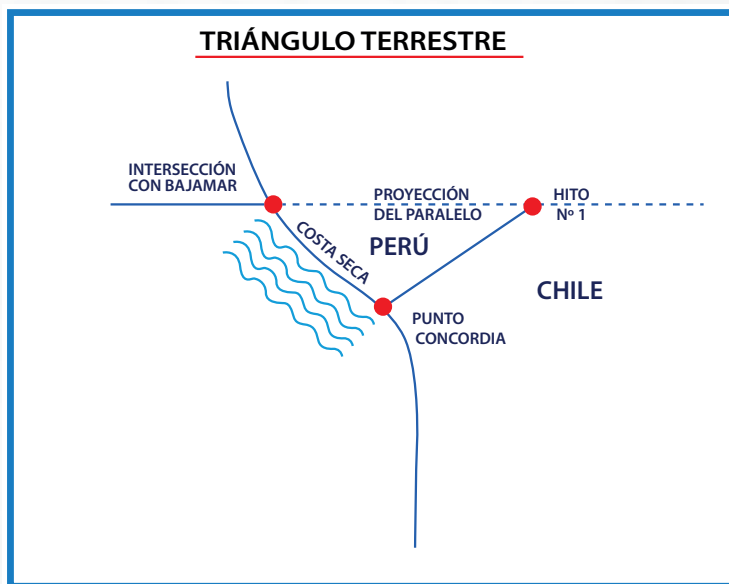 TRIÁNGULO TERRESTRE
INTERSECCIÓN
CON BAJAMAR
PROYECCIÓN
DEL PARALELO
HITO
Nº 1
COSTA SECA
PERÚ
CHILE
PUNTO
CONCORDIA